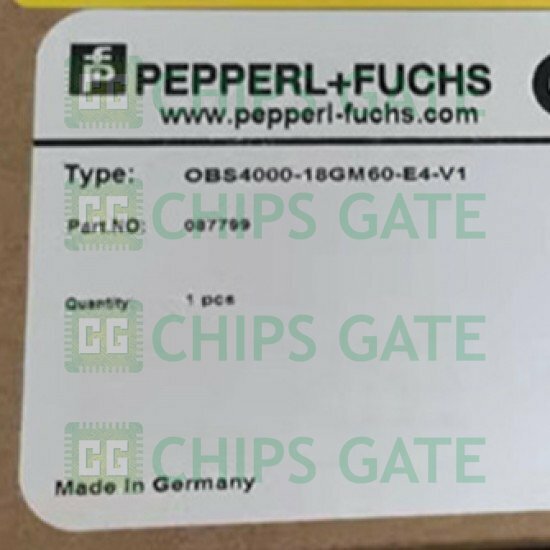 PEPPERL+FUCHS
www.pepperl-fuchs.com
Type: OBS4000-18GM60-E4-V1
Part.NO: 087799
CHIPS GATE
Quantity: 1 pcs
CHIPS GATE
CHIPS GATE
Made In Germany